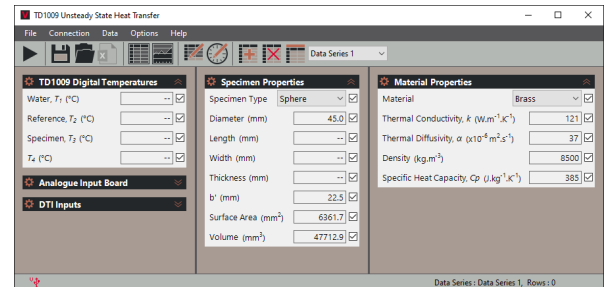 TD1009 Unsteady State Heat Transfer
File Connection Data Options Help
Data Series 1
TD1009 Digital Temperatures
Water, T₁ (°C) --
Reference, T₂ (°C) --
Specimen, T₃ (°C) --
T₄ (°C) --
Analogue Input Board
DTI Inputs
Specimen Properties
Specimen Type Sphere
Diameter (mm) 45.0
Length (mm) --
Width (mm) --
Thickness (mm) --
b' (mm) 22.5
Surface Area (mm²) 6361.7
Volume (mm³) 47712.9
Material Properties
Material Brass
Thermal Conductivity, k (W.m⁻¹.K⁻¹) 121
Thermal Diffusivity, α (x10⁻⁶ m².s⁻¹) 37
Density (kg.m⁻³) 8500
Specific Heat Capacity, Cp (J.kg⁻¹.K⁻¹) 385
Data Series : Data Series 1, Rows : 0